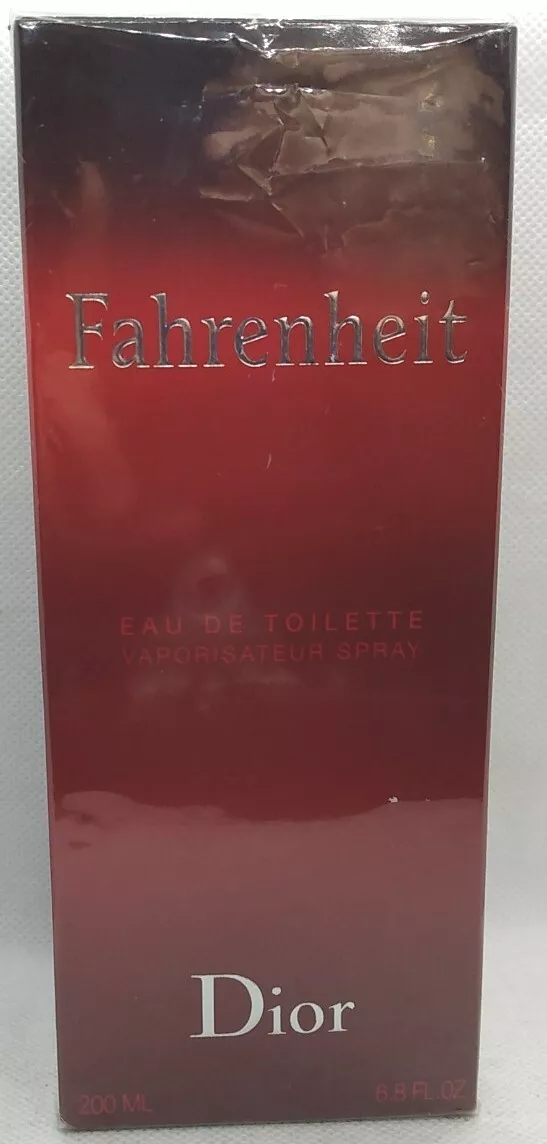 Fahrenheit
EAU DE TOILETTE
VAPORISATEUR SPRAY
Dior
200 ML 6.8 FL.OZ